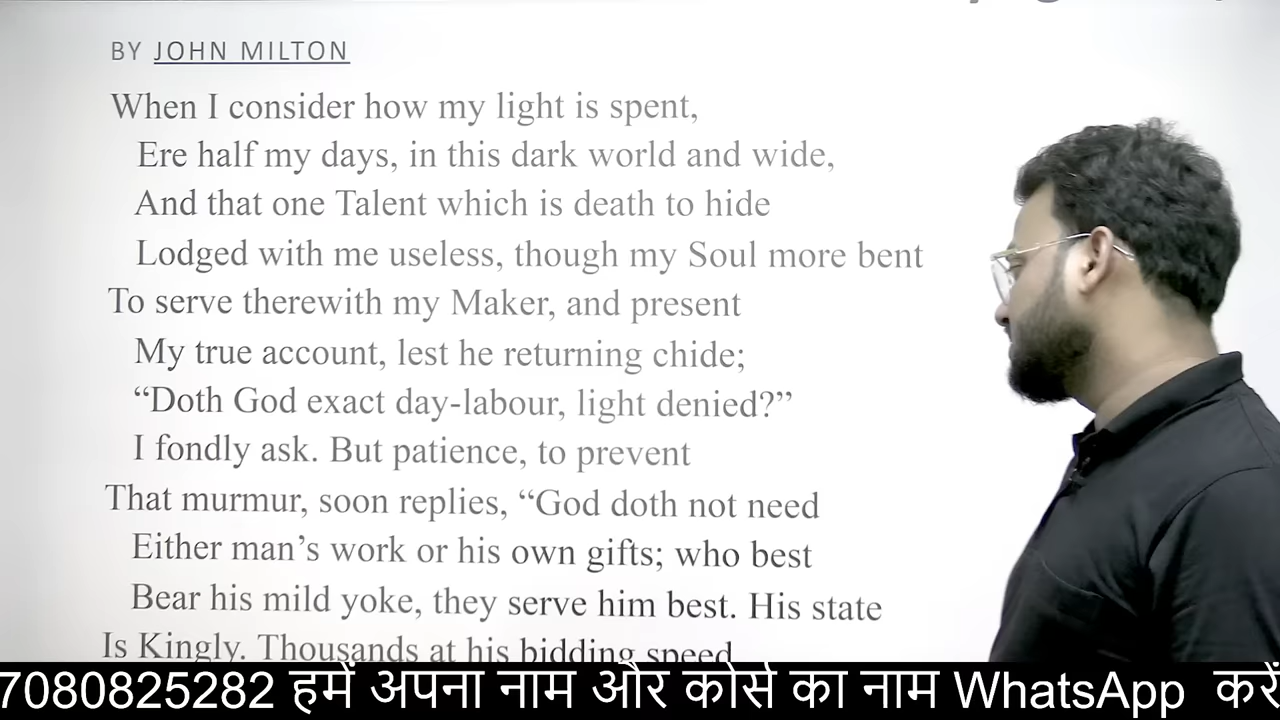 BY JOHN MILTON
When I consider how my light is spent,
Ere half my days, in this dark world and wide,
And that one Talent which is death to hide
Lodged with me useless, though my Soul more bent
To serve therewith my Maker, and present
My true account, lest he returning chide;
“Doth God exact day-labour, light denied?”
I fondly ask. But patience, to prevent
That murmur, soon replies, “God doth not need
Either man’s work or his own gifts; who best
Bear his mild yoke, they serve him best. His state
Is Kingly. Thousands at his bidding speed
7080825282 हमें अपना नाम और कोर्स का नाम WhatsApp करें